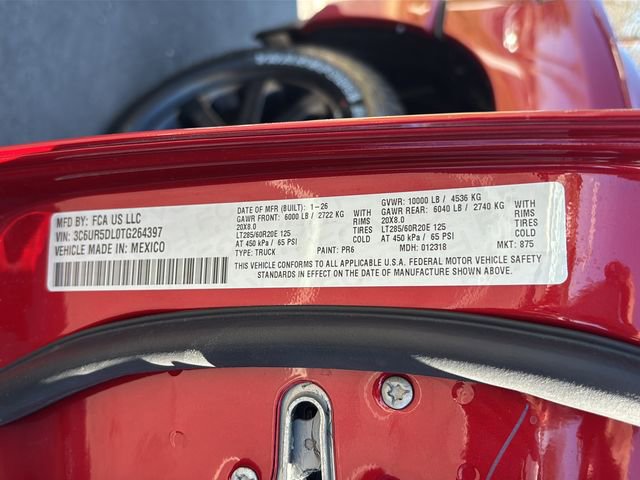 MFD BY: FCA US LLC
VIN: 3C6UR5DL0TG264397
VEHICLE MADE IN: MEXICO
DATE OF MFR (BUILT): 1-26
GAWR FRONT: 6000 LB / 2722 KG
20X8.0
LT285/60R20E 125
AT 450 kPa / 65 PSI
TYPE: TRUCK
WITH
RIMS
TIRES
COLD
PAINT: PR6
GVWR: 10000 LB / 4536 KG
GAWR REAR: 6040 LB / 2740 KG
20X8.0
LT285/60R20E 125
AT 450 kPa / 65 PSI
MDH: 012318
WITH
RIMS
TIRES
COLD
MKT: 875
THIS VEHICLE CONFORMS TO ALL APPLICABLE U.S.A. FEDERAL MOTOR VEHICLE SAFETY
STANDARDS IN EFFECT ON THE DATE OF MANUFACTURE SHOWN ABOVE.